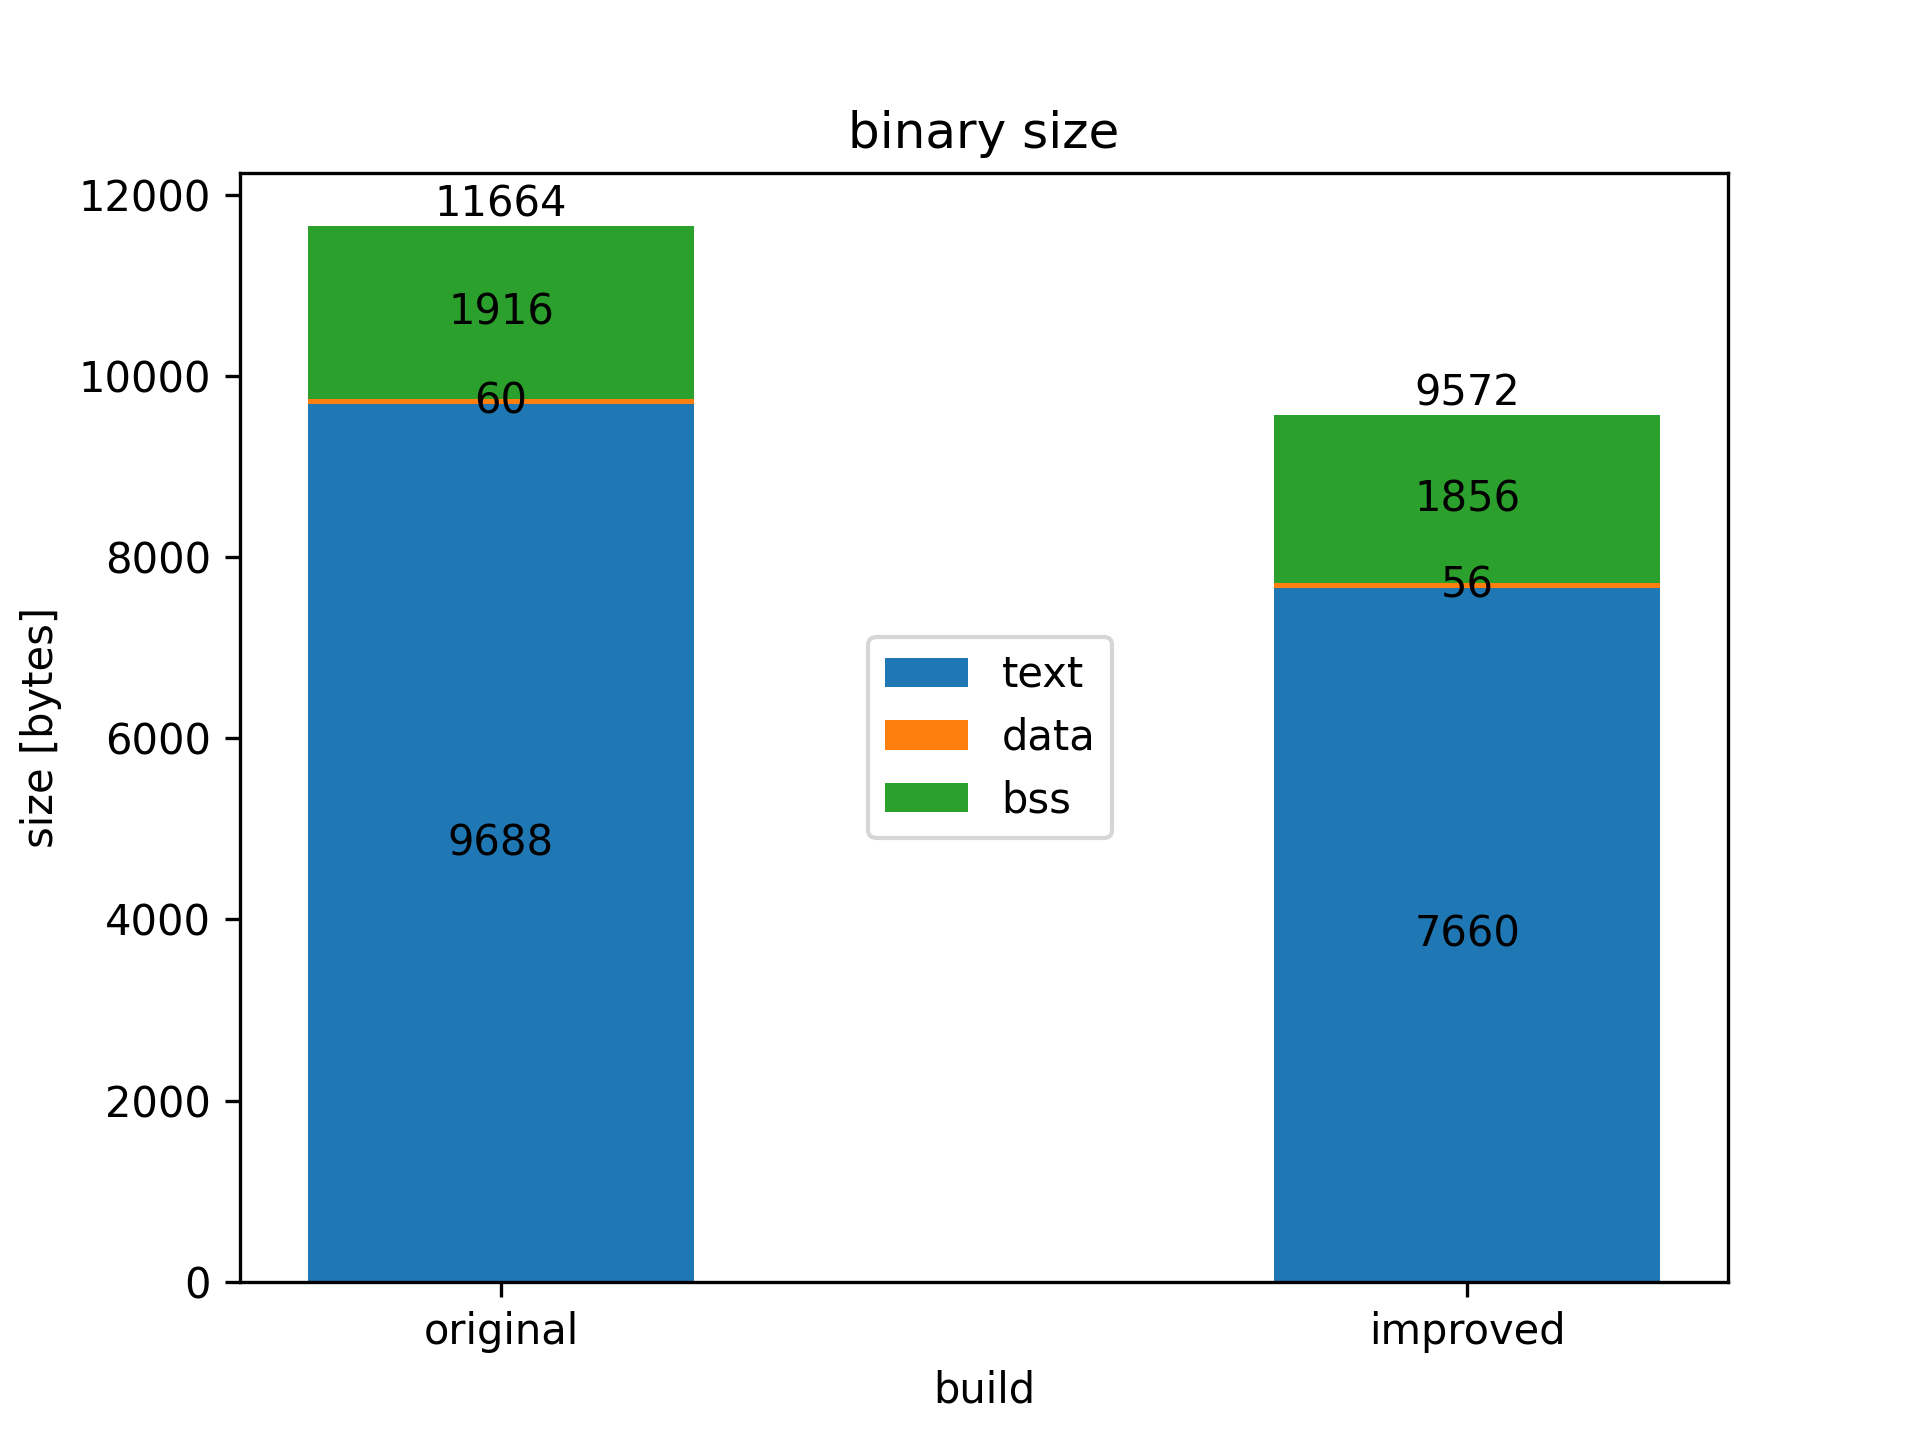 binary size
12000
10000
8000
6000
4000
2000
0
size [bytes]
11664
1916
60
9688
9572
1856
56
7660
text
data
bss
original
improved
build